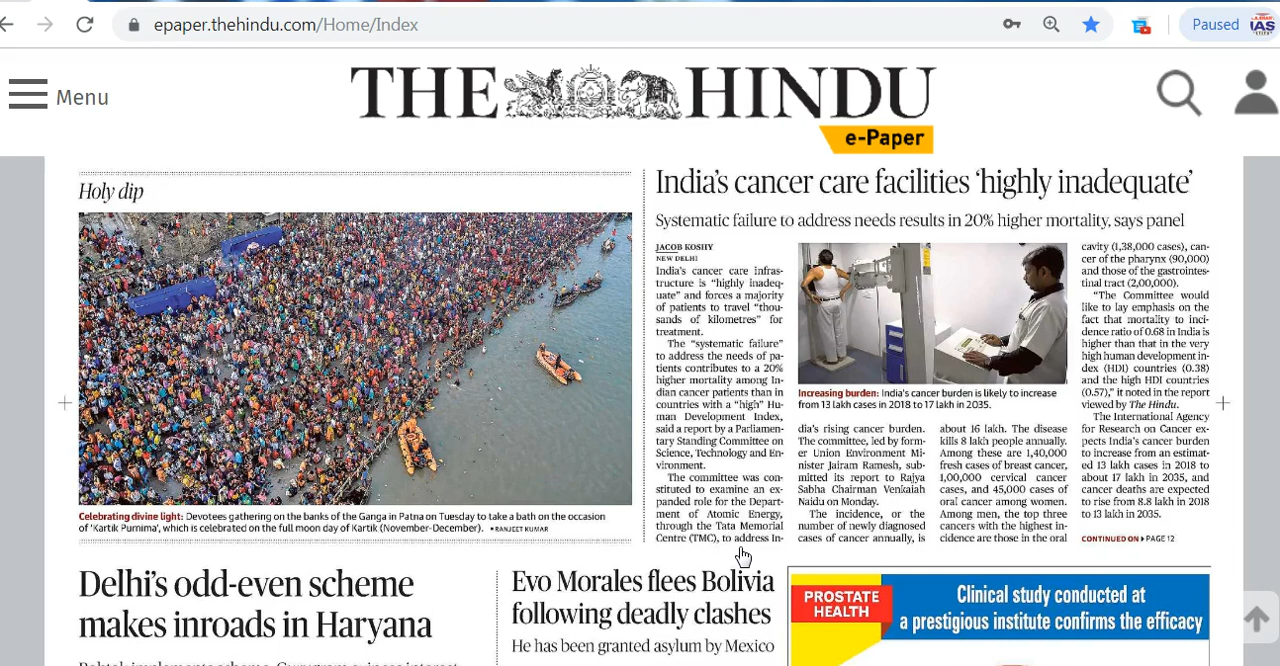 epaper.thehindu.com/Home/Index
Paused
IAS
Menu
THE HINDU
e-Paper
Holy dip
Celebrating divine light: Devotees gathering on the banks of the Ganga in Patna on Tuesday to take a bath on the occasion
of 'Kartik Purnima', which is celebrated on the full moon day of Kartik (November-December). • RANJEET KUMAR
India's cancer care facilities 'highly inadequate'
Systematic failure to address needs results in 20% higher mortality, says panel
JACOB KOSHY
NEW DELHI
India's cancer care infras-
tructure is "highly inadeq-
uate" and forces a majority
of patients to travel "thou-
sands of kilometres" for
treatment.
The "systematic failure"
to address the needs of pa-
tients contributes to a 20%
higher mortality among In-
dian cancer patients than in
countries with a "high" Hu-
man Development Index,
said a report by a Parliamen-
tary Standing Committee on
Science, Technology and En-
vironment.
The committee was con-
stituted to examine an ex-
panded role for the Depart-
ment of Atomic Energy,
through the Tata Memorial
Centre (TMC), to address In-
Increasing burden: India's cancer burden is likely to increase
from 13 lakh cases in 2018 to 17 lakh in 2035.
dia's rising cancer burden.
The committee, led by form-
er Union Environment Mi-
nister Jairam Ramesh, sub-
mitted its report to Rajya
Sabha Chairman Venkaiah
Naidu on Monday.
The incidence, or the
number of newly diagnosed
cases of cancer annually, is
about 16 lakh. The disease
kills 8 lakh people annually.
Among these are 1,40,000
fresh cases of breast cancer,
1,00,000 cervical cancer
cases, and 45,000 cases of
oral cancer among women.
Among men, the top three
cancers with the highest in-
cidence are those in the oral
cavity (1,38,000 cases), can-
cer of the pharynx (90,000)
and those of the gastrointes-
tinal tract (2,00,000).
"The Committee would
like to lay emphasis on the
fact that mortality to inci-
dence ratio of 0.68 in India is
higher than that in the very
high human development in-
dex (HDI) countries (0.38)
and the high HDI countries
(0.57)," it noted in the report
viewed by The Hindu.
The International Agency
for Research on Cancer ex-
pects India's cancer burden
to increase from an estimat-
ed 13 lakh cases in 2018 to
about 17 lakh in 2035, and
cancer deaths are expected
to rise from 8.8 lakh in 2018
to 13 lakh in 2035.
CONTINUED ON PAGE 12
Delhi's odd-even scheme
makes inroads in Haryana
Evo Morales flees Bolivia
following deadly clashes
He has been granted asylum by Mexico
PROSTATE
HEALTH
Clinical study conducted at
a prestigious institute confirms the efficacy